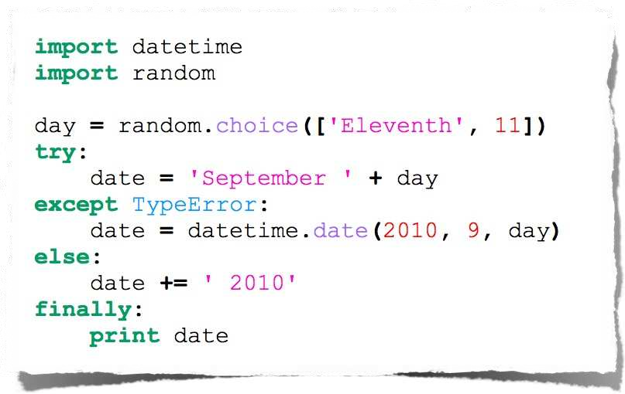 import datetime
import random

day = random.choice(['Eleventh', 11])
try:
    date = 'September ' + day
except TypeError:
    date = datetime.date(2010, 9, day)
else:
    date += ' 2010'
finally:
    print date